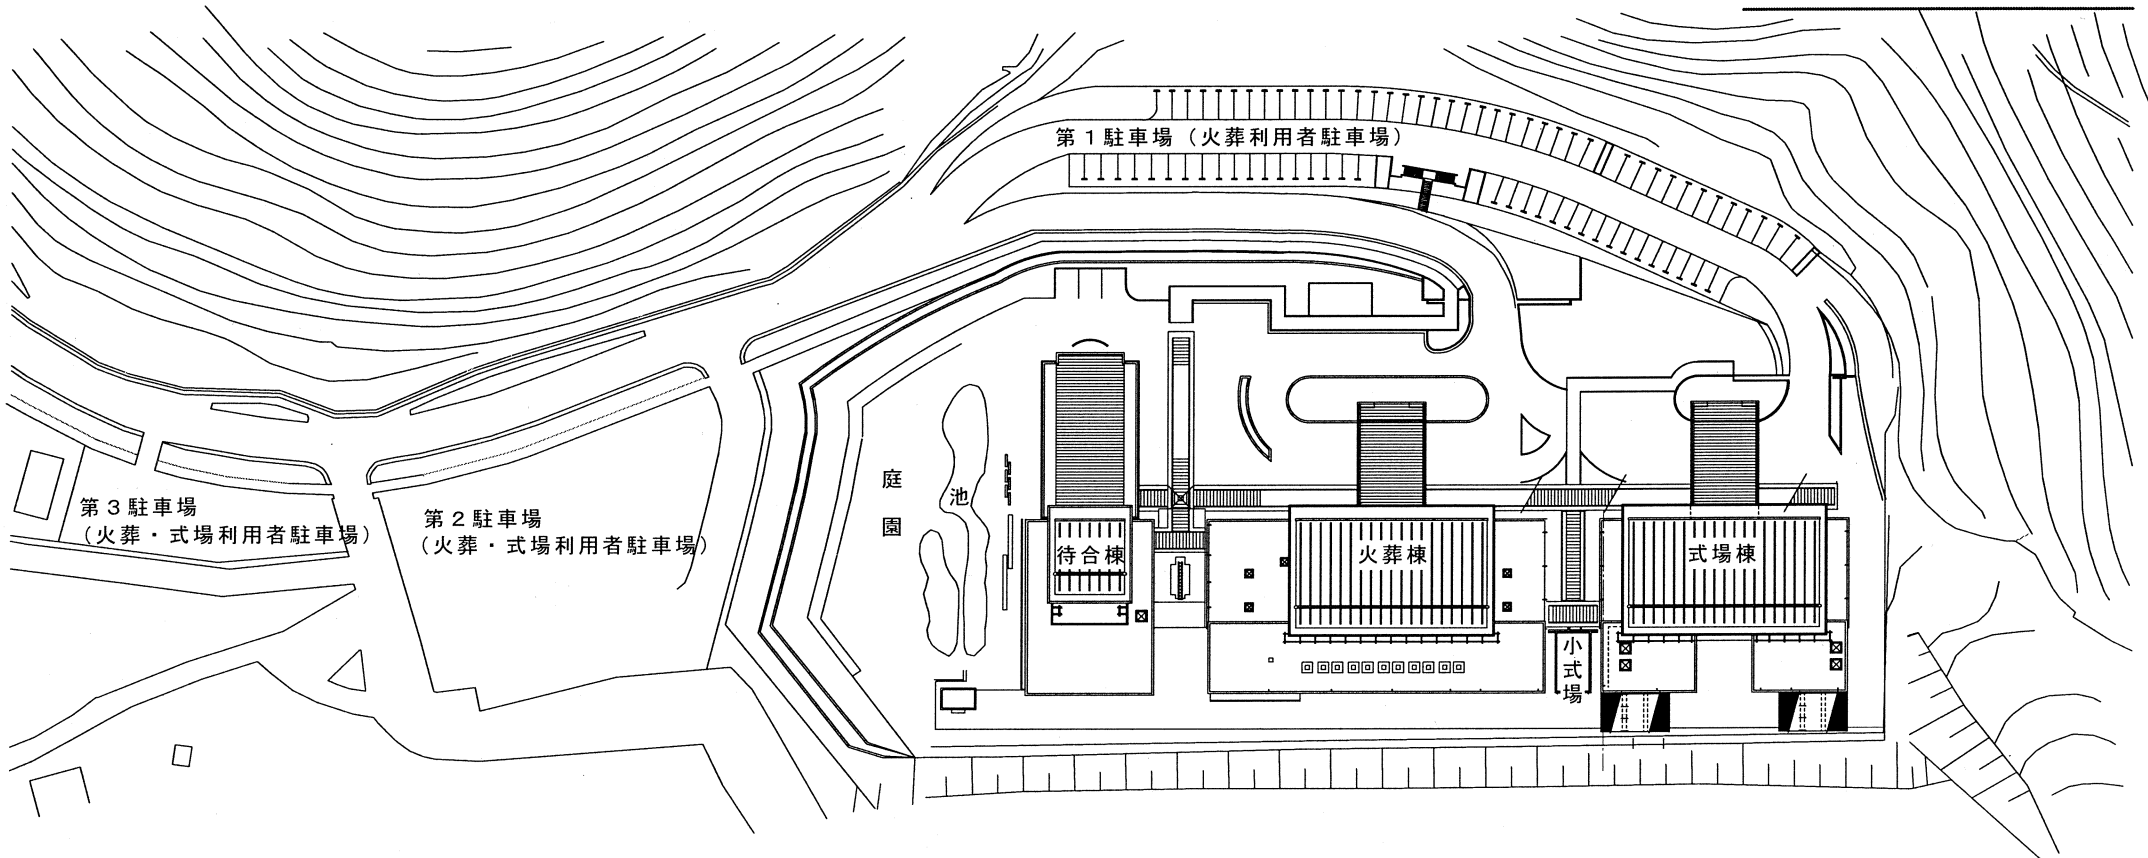 第１駐車場（火葬利用者駐車場）
第３駐車場
（火葬・式場利用者駐車場）
第２駐車場
（火葬・式場利用者駐車場）
庭園
池
待合棟
火葬棟
式場棟
小式場